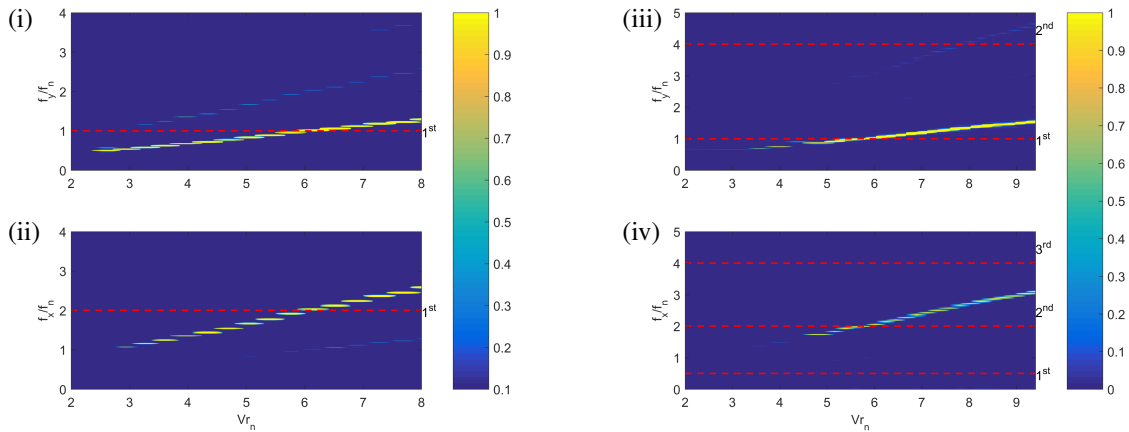 (i)
4
3
2
1
0
f_y/f_n
1^st
2 3 4 5 6 7 8
1
0.9
0.8
0.7
0.6
0.5
0.4
0.3
0.2
0.1
(ii)
4
3
2
1
0
f_x/f_n
1^st
2 3 4 5 6 7 8
Vr_n
(iii)
5
4
3
2
1
0
f_y/f_n
2^nd
1^st
2 3 4 5 6 7 8 9
1
0.9
0.8
0.7
0.6
0.5
0.4
0.3
0.2
0.1
0
(iv)
5
4
3
2
1
0
f_x/f_n
3^rd
2^nd
1^st
2 3 4 5 6 7 8 9
Vr_n